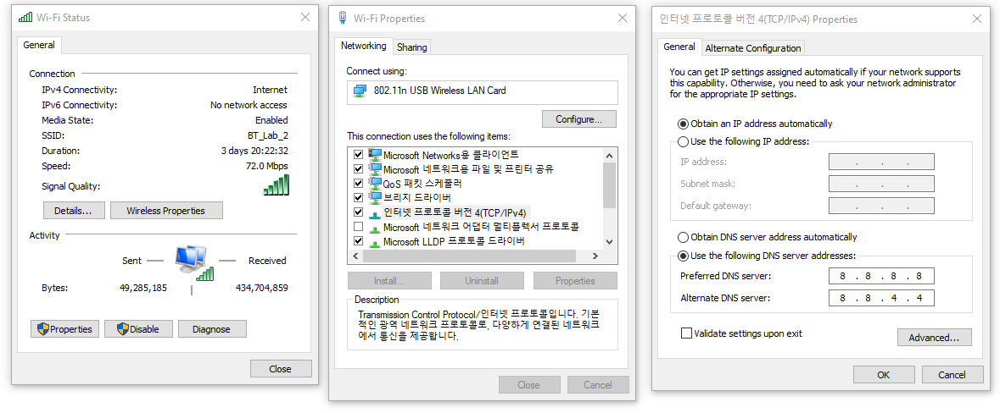 Wi-Fi Status
General
Connection
IPv4 Connectivity: Internet
IPv6 Connectivity: No network access
Media State: Enabled
SSID: BT_Lab_2
Duration: 3 days 20:22:32
Speed: 72.0 Mbps
Signal Quality:
Details... Wireless Properties
Activity
Sent Received
Bytes: 49,285,185 434,704,859
Properties Disable Diagnose
Close
Wi-Fi Properties
Networking Sharing
Connect using:
802.11n USB Wireless LAN Card
Configure...
This connection uses the following items:
Microsoft Networks용 클라이언트
Microsoft 네트워크용 파일 및 프린터 공유
QoS 패킷 스케줄러
브리지 드라이버
인터넷 프로토콜 버전 4(TCP/IPv4)
Microsoft 네트워크 어댑터 멀티플렉서 프로토콜
Microsoft LLDP 프로토콜 드라이버
Install... Uninstall Properties
Description
Transmission Control Protocol/인터넷 프로토콜입니다. 기본
적인 광역 네트워크 프로토콜로, 다양하게 연결된 네트워크
에서 통신을 제공합니다.
Close Cancel
인터넷 프로토콜 버전 4(TCP/IPv4) Properties
General Alternate Configuration
You can get IP settings assigned automatically if your network supports
this capability. Otherwise, you need to ask your network administrator
for the appropriate IP settings.
Obtain an IP address automatically
Use the following IP address:
IP address: . . .
Subnet mask: . . .
Default gateway: . . .
Obtain DNS server address automatically
Use the following DNS server addresses:
Preferred DNS server: 8 . 8 . 8 . 8
Alternate DNS server: 8 . 8 . 4 . 4
Validate settings upon exit
Advanced...
OK Cancel